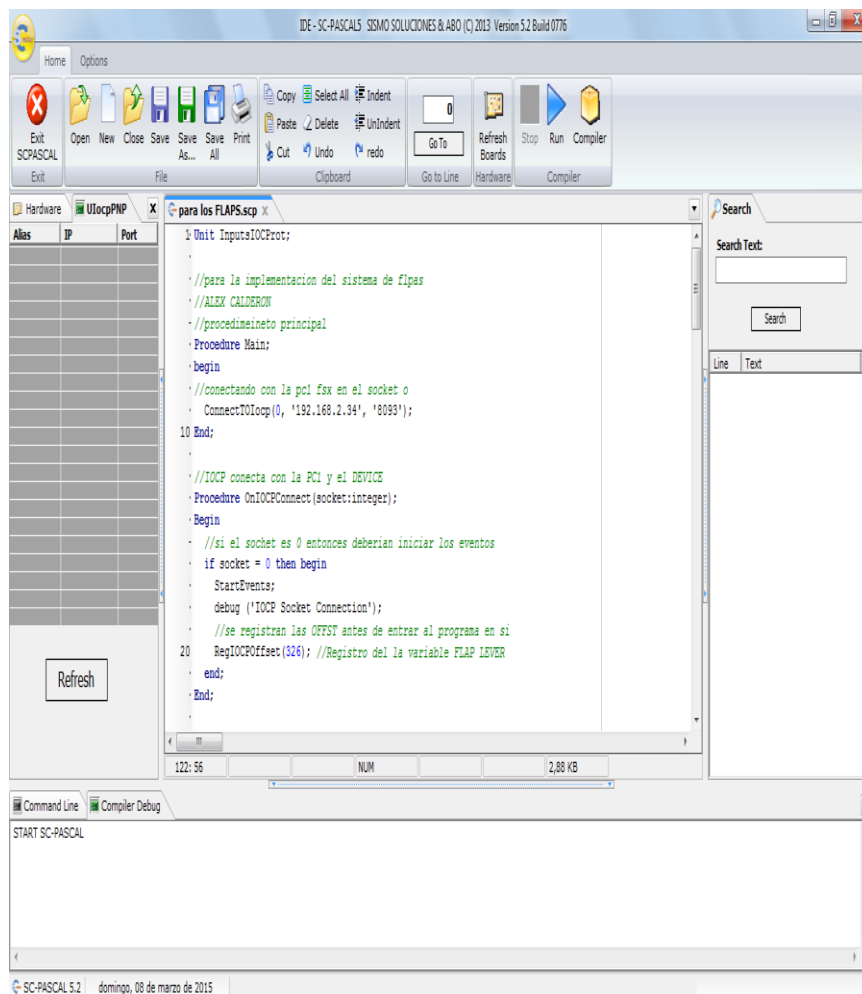 IDE - SC-PASCAL5 SISMO SOLUCIONES & ABO (C) 2013 Version 5.2 Build 0776
Home Options
Exit SCPASCAL
Open New Close Save Save As... Save All Print
Copy Select All Indent
Paste Delete UnIndent
Cut Undo redo
0
Go To
Refresh Boards
Stop Run Compiler
Exit File Clipboard Go to Line Hardware Compiler
Hardware UIocpPNP X
Alias IP Port
Refresh
para los FLAPS.scp x
1 Unit InputsIOCProt;
//para la implementacion del sistema de flpas
//ALEX CALDERON
//procedimeineto principal
Procedure Main;
begin
//conectando con la pc1 fsx en el socket o
ConnectTOIocp(0, '192.168.2.34', '8093');
10 End;
//IOCP conecta con la PC1 y el DEVICE
Procedure OnIOCPConnect(socket:integer);
Begin
//si el sochet es 0 entonces deberian iniciar los eventos
if socket = 0 then begin
StartEvents;
debug ('IOCP Socket Connection');
//se registran las OFFST antes de entrar al programa en si
20 RegIOCPOffset(326); //Registro del la variable FLAP LEVER
end;
End;
122: 56 NUM 2,88 KB
Search
Search Text:
Search
Line Text
Command Line Compiler Debug
START SC-PASCAL
SC-PASCAL 5.2 domingo, 08 de marzo de 2015